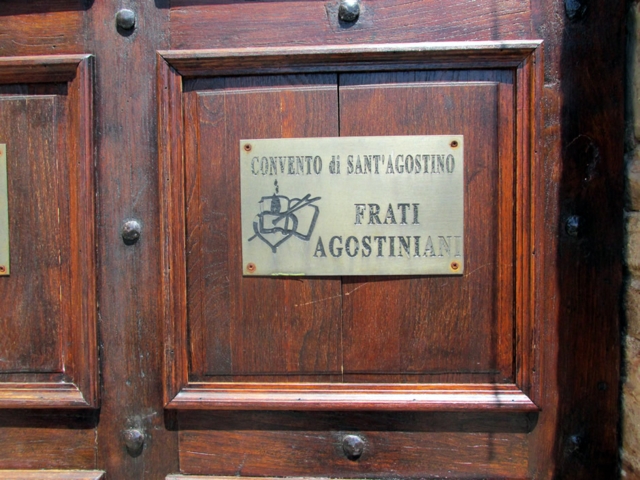 CONVENTO di SANT'AGOSTINO
FRATI
AGOSTINIANI